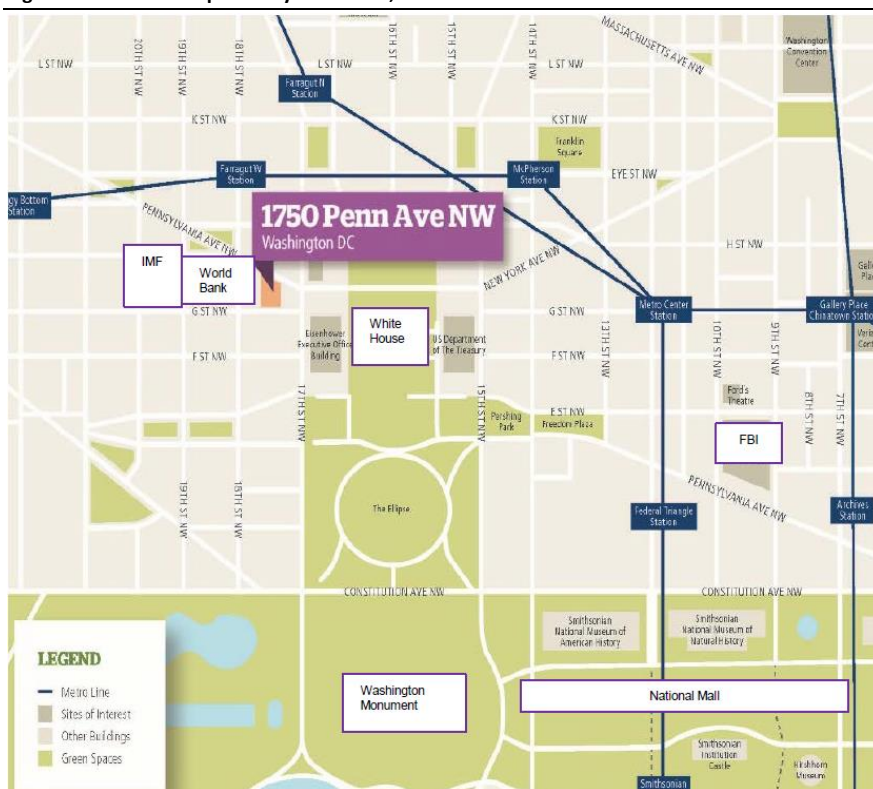 MASSACHUSETTS AVE NW
Washington
Convention
Center
20TH ST NW
19TH ST NW
18TH ST NW
16TH ST NW
15TH ST NW
14TH ST NW
L ST NW
L ST NW
L ST NW
Farragut N
Station
K ST NW
K ST NW
Franklin
Square
Farragut W
Station
McPherson
Station
EYE ST NW
gy Bottom
Station
1750 Penn Ave NW
Washington DC
PENNSYLVANIA AVE NW
IMF
World
Bank
NEW YORK AVE NW
H ST NW
Metro Center
Station
Gallery Place
Chinatown Statio
G ST NW
G ST NW
Eisenhower
Executive Office
Building
White
House
US Department
of The Treasury
13TH ST NW
10TH ST NW
9TH ST NW
F ST NW
F ST NW
17TH ST NW
15TH ST NW
8TH ST NW
7TH ST NW
Ford's
Theatre
Pershing
Park
E ST NW
Freedom Plaza
FBI
19TH ST NW
18TH ST NW
The Ellipse
PENNSYLVANIA AVE NW
Federal Triangle
Station
Archives
Station
CONSTITUTION AVE NW
CONSTITUTION AVE NW
Smithsonian
National Museum of
American History
Smithsonian
National Museum of
Natural History
LEGEND
Metro Line
Sites of Interest
Other Buildings
Green Spaces
Washington
Monument
National Mall
Smithsonian
Institution
Castle
Hirshhorn
Museum
Smithsonian